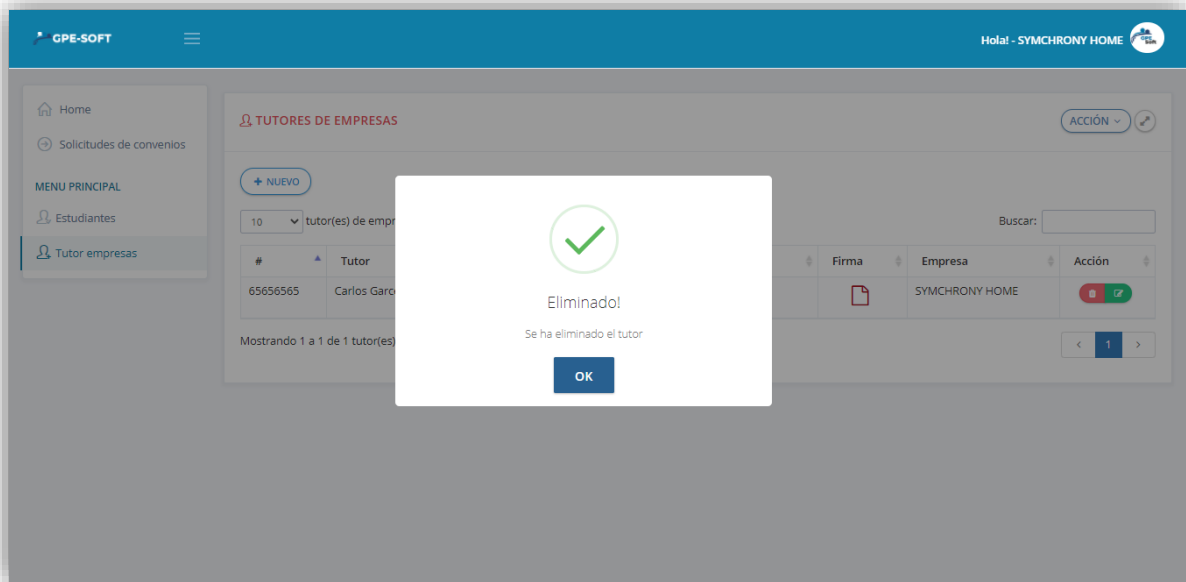 GPE-SOFT
Hola! - SYMCHRONY HOME
GPE
Soft
Home
Solicitudes de convenios
MENU PRINCIPAL
Estudiantes
Tutor empresas
TUTORES DE EMPRESAS
ACCIÓN
+ NUEVO
10 tutor(es) de empr
Buscar:
# Tutor Firma Empresa Acción
65656565 Carlos Garc SYMCHRONY HOME
Mostrando 1 a 1 de 1 tutor(es)
< 1 >
Eliminado!
Se ha eliminado el tutor
OK